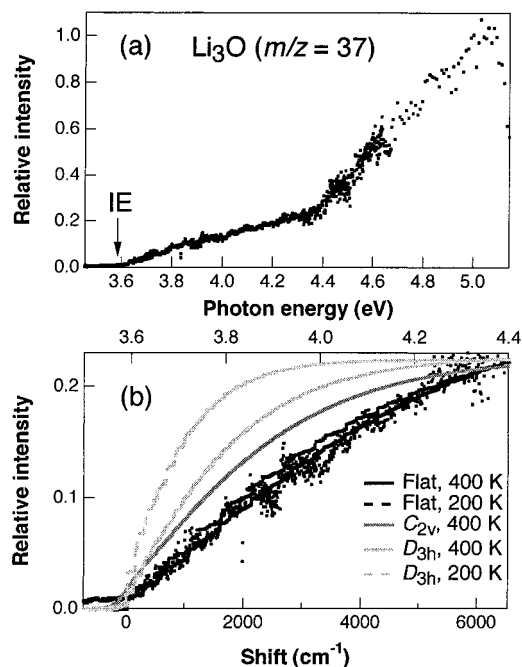 (a) Li₃O (m/z = 37)
1.0
0.8
0.6
0.4
0.2
0.0
Relative intensity
IE
3.6 3.8 4.0 4.2 4.4 4.6 4.8 5.0
Photon energy (eV)
3.6 3.8 4.0 4.2 4.4
(b)
0.2
0.1
0.0
Relative intensity
Flat, 400 K
Flat, 200 K
C₂ᵥ, 400 K
D₃ₕ, 400 K
D₃ₕ, 200 K
0 2000 4000 6000
Shift (cm⁻¹)